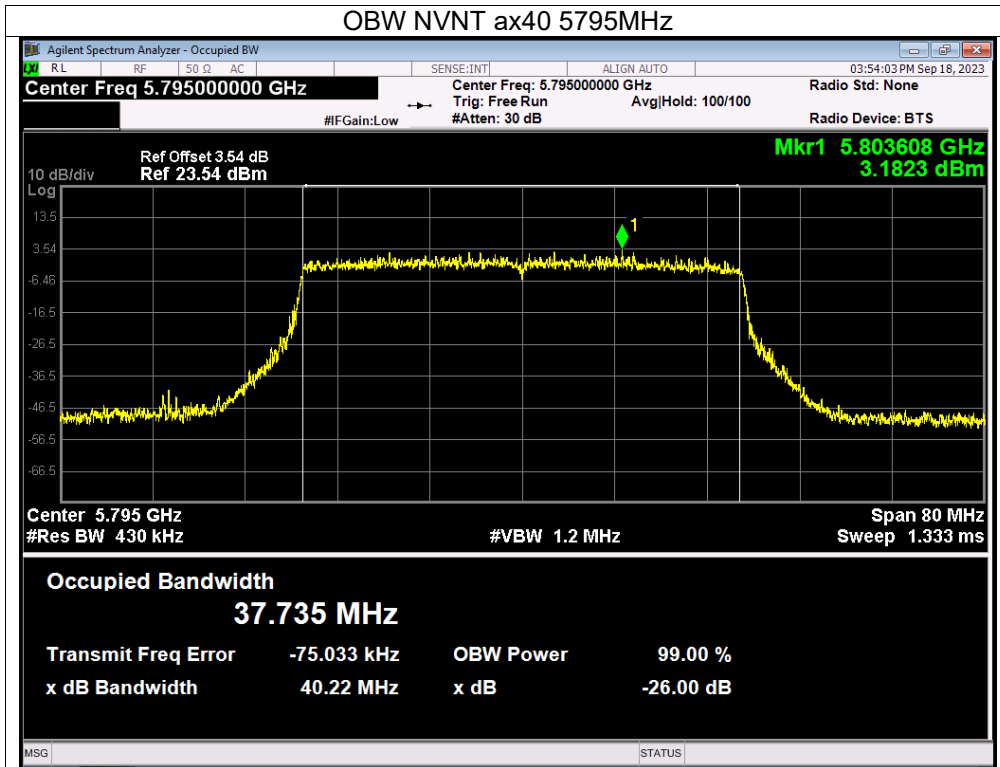 OBW NVNT ax40 5795MHz
Agilent Spectrum Analyzer - Occupied BW
LXI RL RF 50 Ω AC SENSE:INT ALIGN AUTO 03:54:03 PM Sep 18, 2023
Center Freq 5.795000000 GHz Center Freq: 5.795000000 GHz Radio Std: None
Trig: Free Run Avg|Hold: 100/100
#IFGain:Low #Atten: 30 dB Radio Device: BTS
Mkr1 5.803608 GHz
3.1823 dBm
Ref Offset 3.54 dB
10 dB/div Ref 23.54 dBm
Log
13.5
1
3.54
-6.46
-16.5
-26.5
-36.5
-46.5
-56.5
-66.5
Center 5.795 GHz Span 80 MHz
#Res BW 430 kHz #VBW 1.2 MHz Sweep 1.333 ms
Occupied Bandwidth
37.735 MHz
Transmit Freq Error -75.033 kHz OBW Power 99.00 %
x dB Bandwidth 40.22 MHz x dB -26.00 dB
MSG STATUS